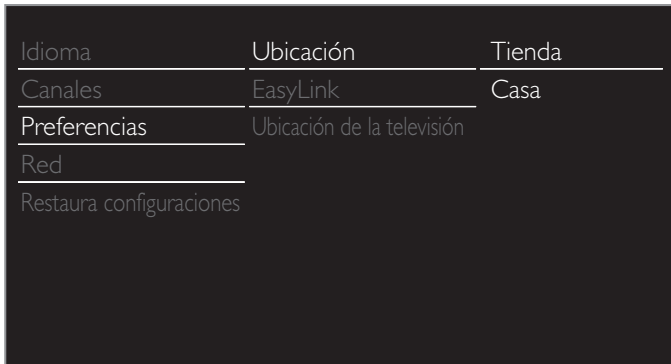 Idioma
Canales
Preferencias
Red
Restaura configuraciones
Ubicación
EasyLink
Ubicación de la televisión
Tienda
Casa